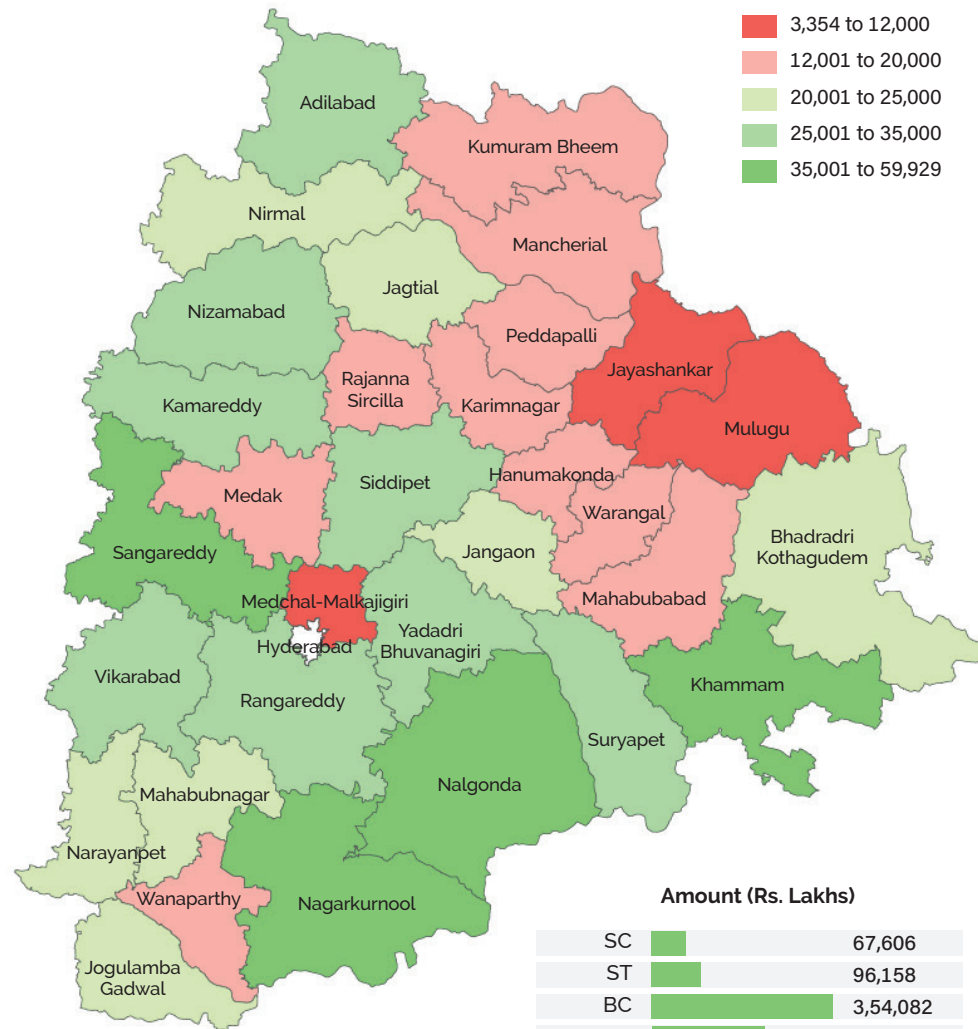 3,354 to 12,000
12,001 to 20,000
20,001 to 25,000
25,001 to 35,000
35,001 to 59,929
Adilabad
Kumuram Bheem
Nirmal
Mancherial
Jagtial
Nizamabad
Peddapalli
Jayashankar
Rajanna
Sircilla
Kamareddy
Karimnagar
Mulugu
Hanumakonda
Siddipet
Medak
Warangal
Bhadradri
Kothagudem
Sangareddy
Jangaon
Medchal-Malkajigiri
Mahabubabad
Yadadri
Bhuvanagiri
Hyderabad
Vikarabad
Khammam
Rangareddy
Suryapet
Nalgonda
Mahabubnagar
Narayanpet
Wanaparthy
Nagarkurnool
Jogulamba
Gadwal
Amount (Rs. Lakhs)
SC 67,606
ST 96,158
BC 3,54,082